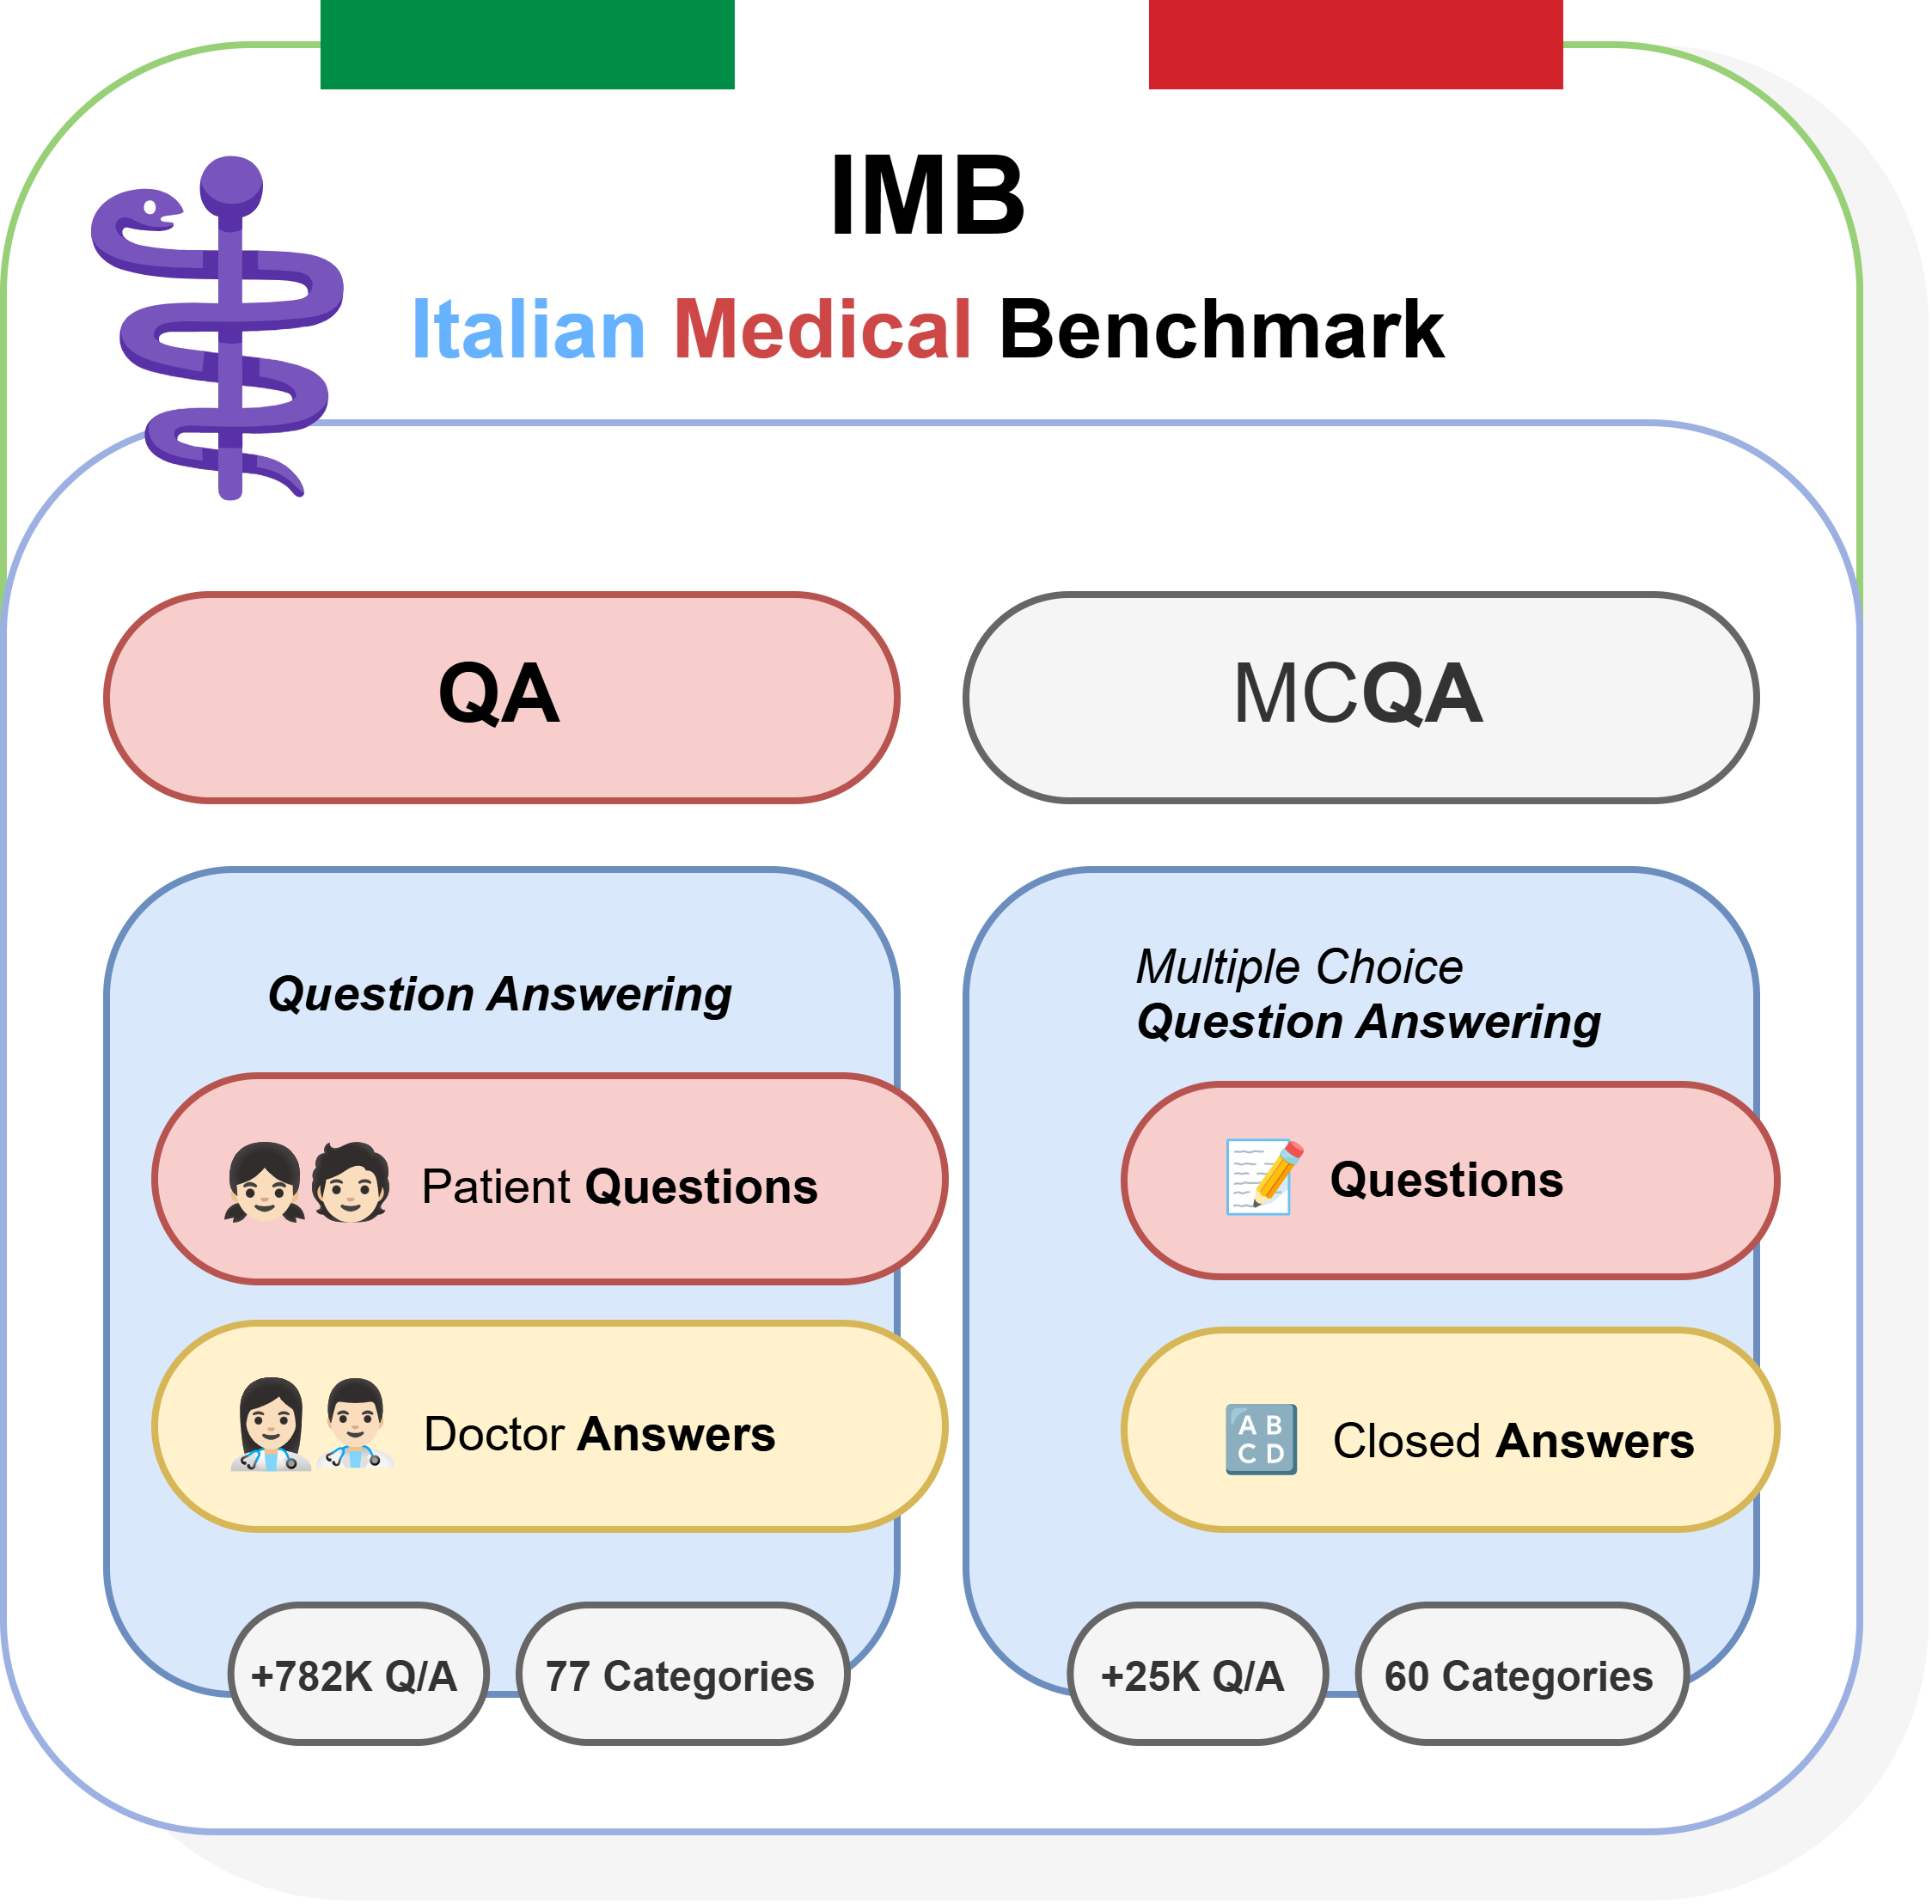 IMB
Italian Medical Benchmark
QA
MCQA
Question Answering
Patient Questions
Doctor Answers
+782K Q/A
77 Categories
Multiple Choice
Question Answering
Questions
A B
C D
Closed Answers
+25K Q/A
60 Categories